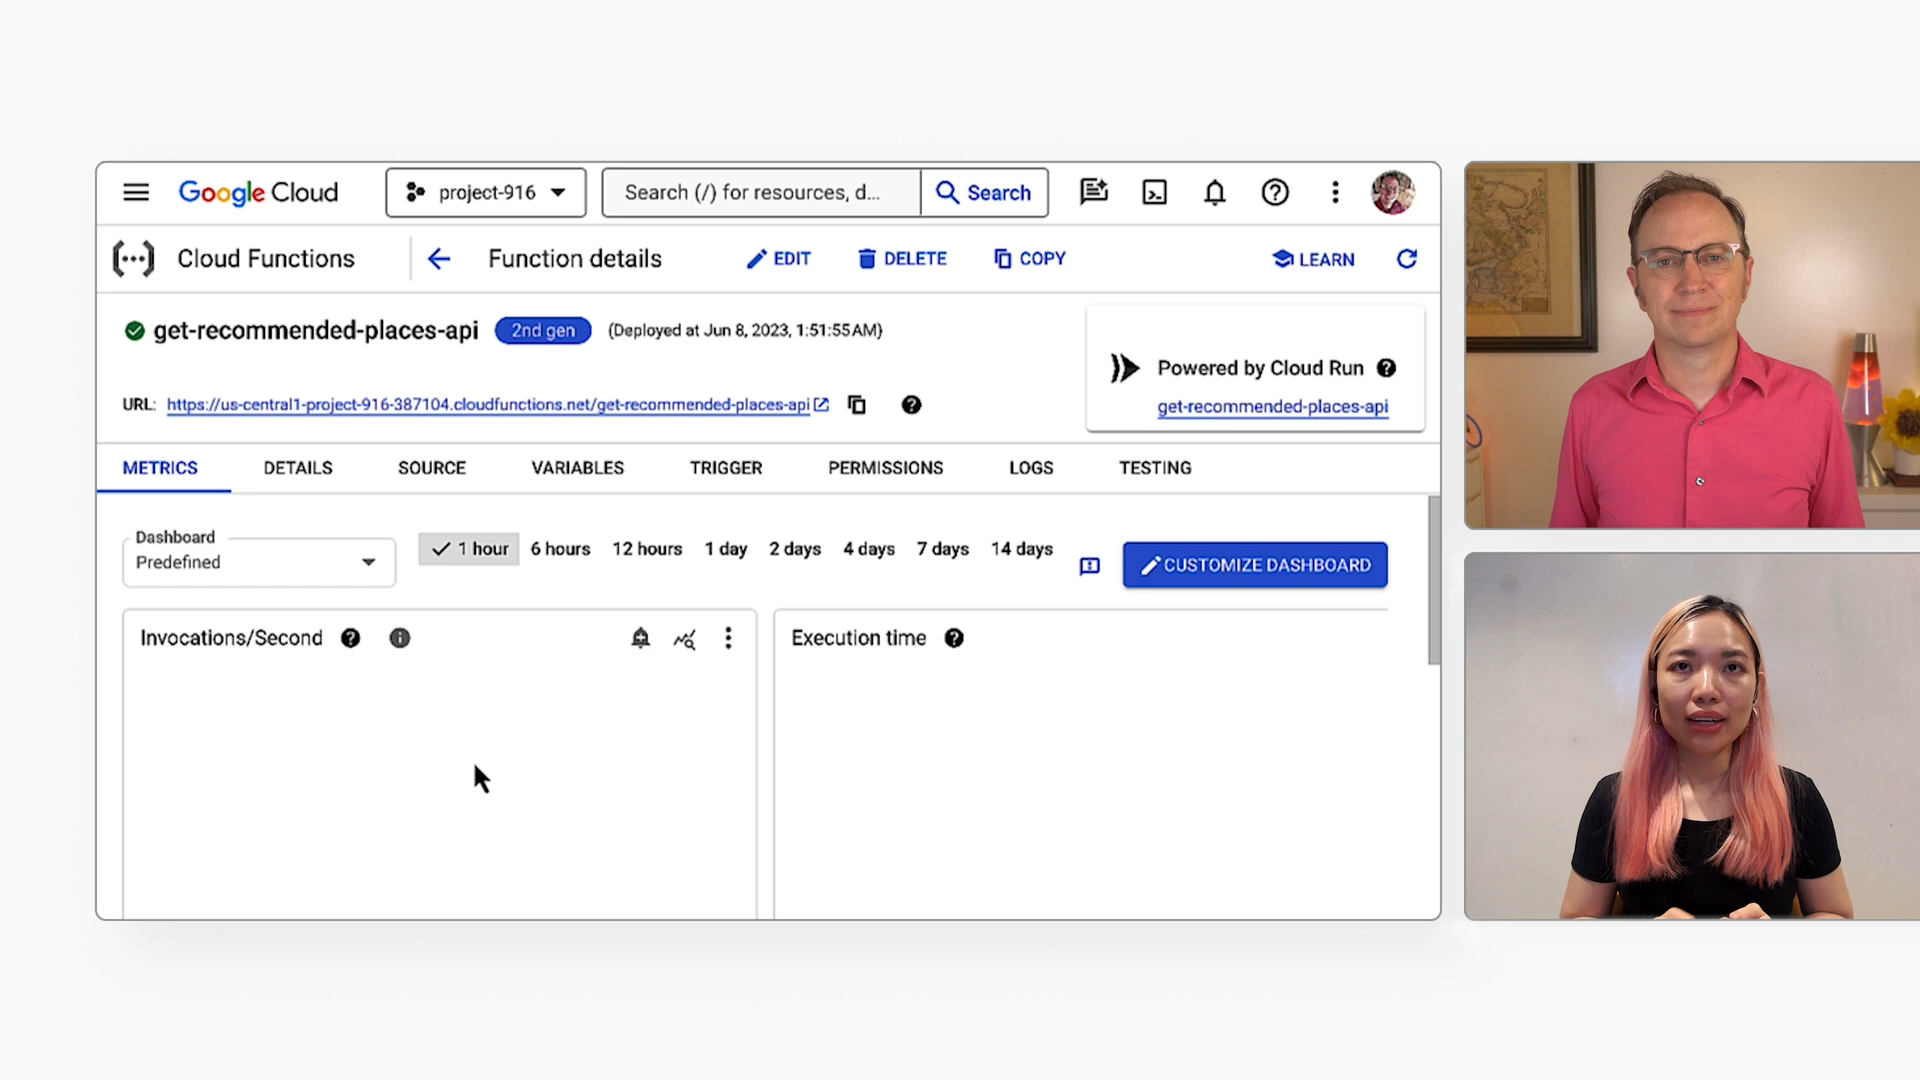 Google Cloud
project-916
Search (/) for resources, d...
Search
Cloud Functions
Function details
EDIT
DELETE
COPY
LEARN
get-recommended-places-api
2nd gen
(Deployed at Jun 8, 2023, 1:51:55 AM)
URL: https://us-central1-project-916-387104.cloudfunctions.net/get-recommended-places-api
Powered by Cloud Run
get-recommended-places-api
METRICS
DETAILS
SOURCE
VARIABLES
TRIGGER
PERMISSIONS
LOGS
TESTING
Dashboard
Predefined
1 hour
6 hours
12 hours
1 day
2 days
4 days
7 days
14 days
CUSTOMIZE DASHBOARD
Invocations/Second
Execution time